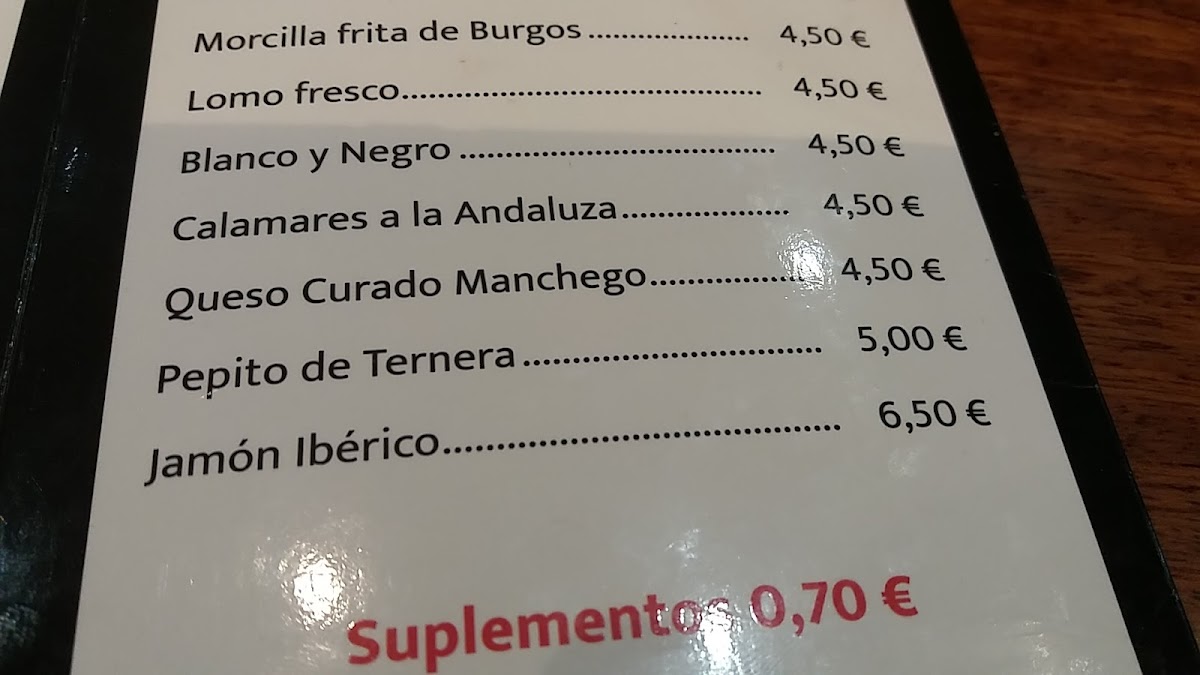 Morcilla frita de Burgos.................... 4,50 €
Lomo fresco........................................ 4,50 €
Blanco y Negro ................................... 4,50 €
Calamares a la Andaluza................... 4,50 €
Queso Curado Manchego................. 4,50 €
Pepito de Ternera............................... 5,00 €
Jamón Ibérico...................................... 6,50 €
Suplementos 0,70 €